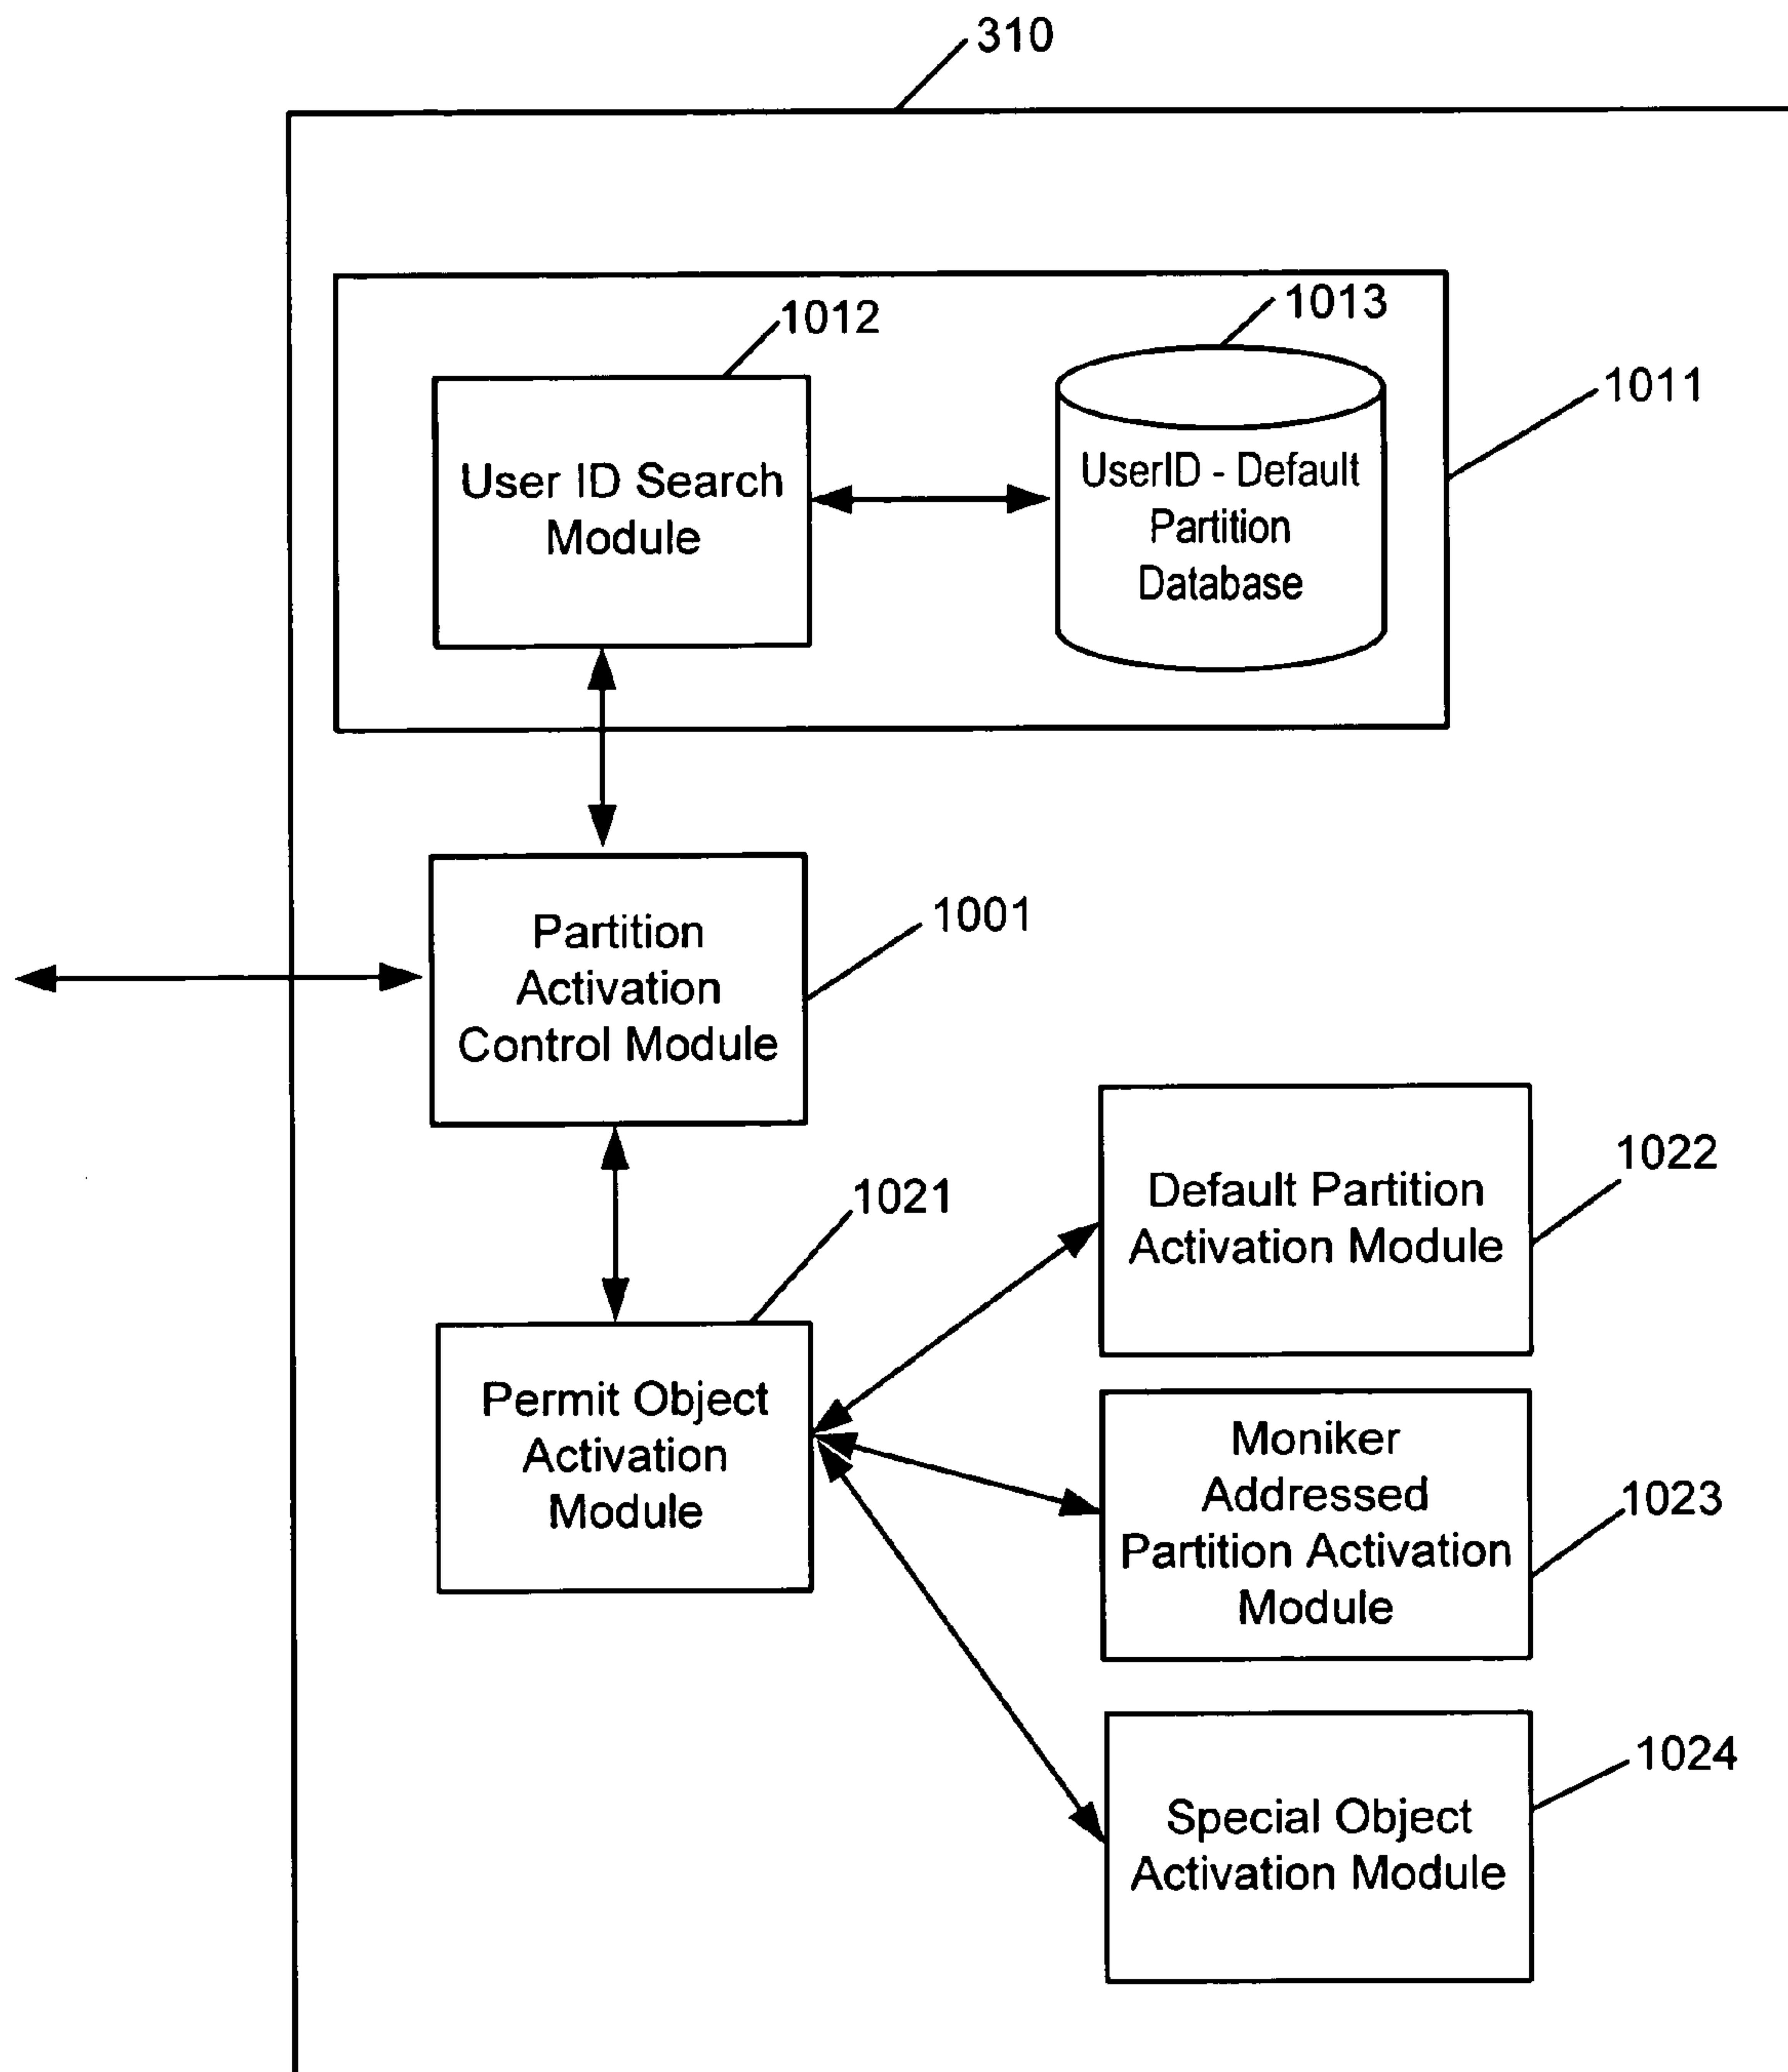 310
1012
1013
1011
User ID Search
Module
UserID - Default
Partition
Database
Partition
Activation
Control Module
1001
1021
1022
Default Partition
Activation Module
Permit Object
Activation
Module
Moniker
Addressed
Partition Activation
Module
1023
1024
Special Object
Activation Module